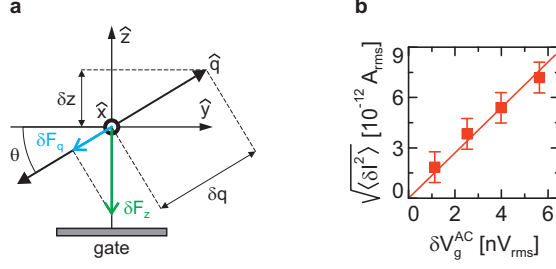 a
ẑ
q̂
δz
x̂
ŷ
δF_q
θ
δq
δF_z
gate
b
√⟨δI²⟩ [10⁻¹² A_rms]
9
6
3
0
0 2 4 6
δV_g^AC [nV_rms]